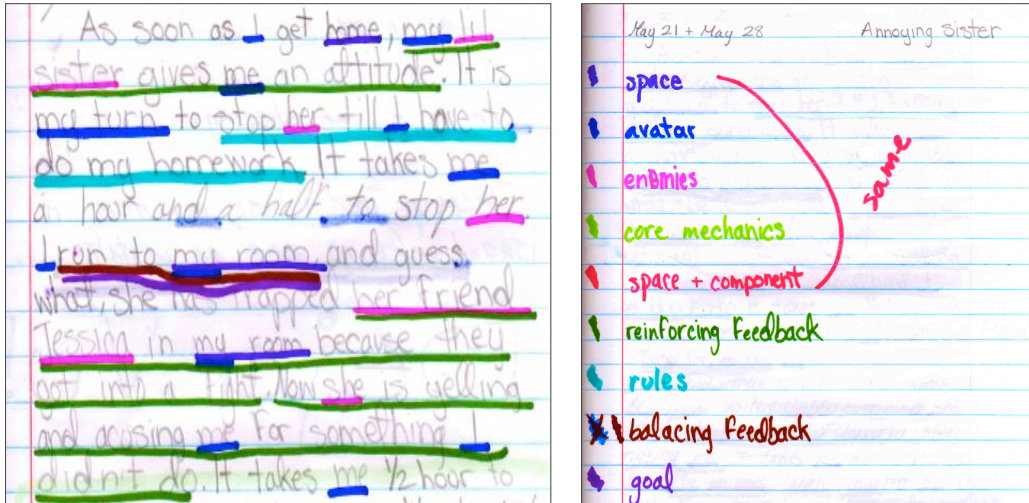 As soon as I get home, my lil
sister gives me an attitude. It is
my turn to stop her till I have to
do my homework. It takes me
a hour and a half to stop her.
I run to my room and guess
what, she has trapped her friend
Jessing in my room because they
got into a fight. Now she is yelling
and acusing me for something I
didn't do. It takes me 1/2 hour to
May 21 + May 28
Annoying Sister
space
avatar
enBmies
core mechanics
space + component
same
reinforcing feedback
rules
balacing feedback
goal